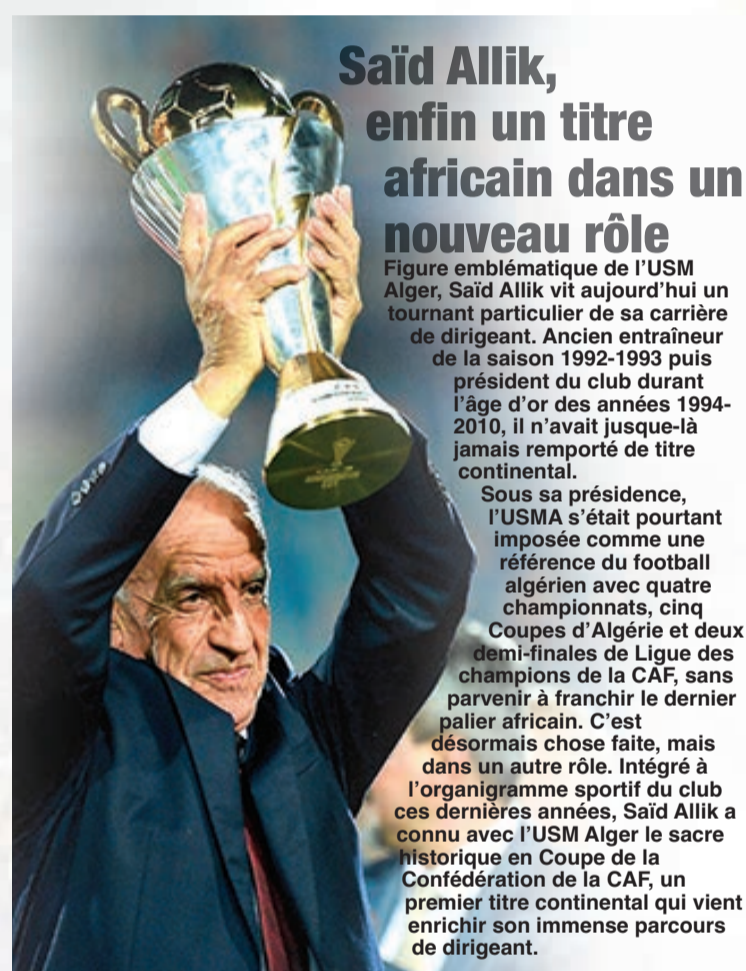 Saïd Allik,
enfin un titre
africain dans un
nouveau rôle
Figure emblématique de l’USM
Alger, Saïd Allik vit aujourd’hui un
tournant particulier de sa carrière
de dirigeant. Ancien entraîneur
de la saison 1992-1993 puis
président du club durant
l’âge d’or des années 1994-
2010, il n’avait jusque-là
jamais remporté de titre
continental.
Sous sa présidence,
l’USMA s’était pourtant
imposée comme une
référence du football
algérien avec quatre
championnats, cinq
Coupes d’Algérie et deux
demi-finales de Ligue des
champions de la CAF, sans
parvenir à franchir le dernier
palier africain. C’est
désormais chose faite, mais
dans un autre rôle. Intégré à
l’organigramme sportif du club
ces dernières années, Saïd Allik a
connu avec l’USM Alger le sacre
historique en Coupe de la
Confédération de la CAF, un
premier titre continental qui vient
enrichir son immense parcours
de dirigeant.